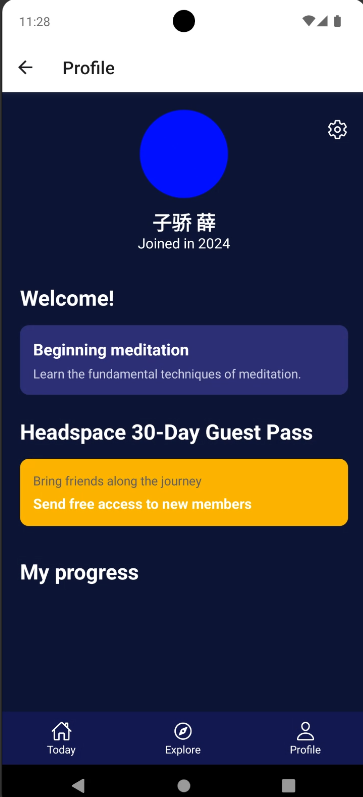 11:28
Profile
子骄 薛
Joined in 2024
Welcome!
Beginning meditation
Learn the fundamental techniques of meditation.
Headspace 30-Day Guest Pass
Bring friends along the journey
Send free access to new members
My progress
Today
Explore
Profile